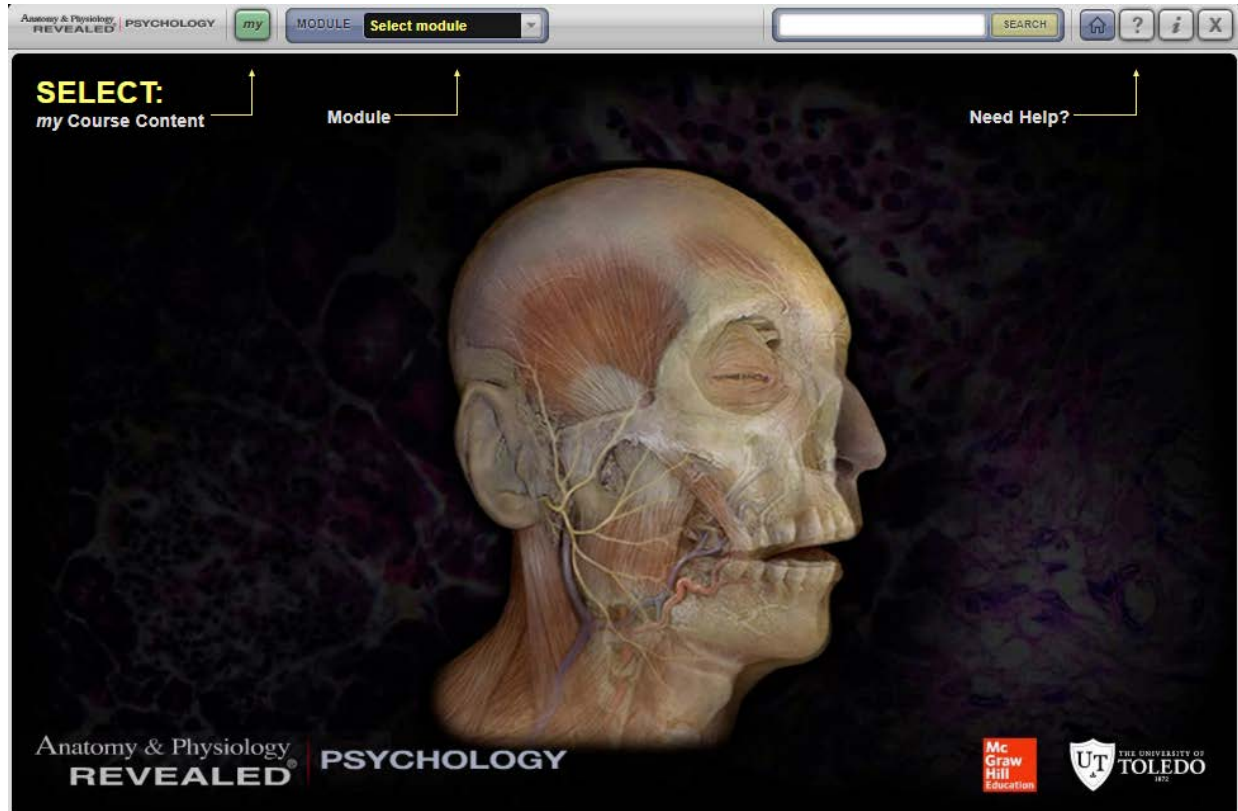 Anatomy & Physiology
REVEALED
PSYCHOLOGY
my
MODULE
Select module
SEARCH
?
i
X
SELECT:
my Course Content
Module
Need Help?
Anatomy & Physiology
REVEALED®
PSYCHOLOGY
Mc
Graw
Hill
Education
UT
THE UNIVERSITY OF
TOLEDO
1872